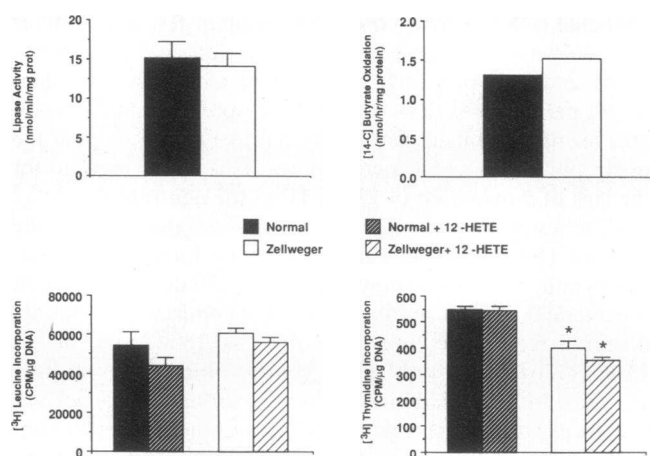 Lipase Activity
(nmol/min/mg prot)
20
15
10
5
0
[14-C] Butyrate Oxidation
(nmol/hr/mg protein)
2.0
1.5
1.0
0.5
0.0
Normal
Zellweger
Normal + 12 -HETE
Zellweger+ 12 -HETE
[³H] Leucine Incorporation
(CPM/µg DNA)
80000
60000
40000
20000
0
[³H] Thymidine Incorporation
(CPM/µg DNA)
600
500
400
300
200
100
0
*
*